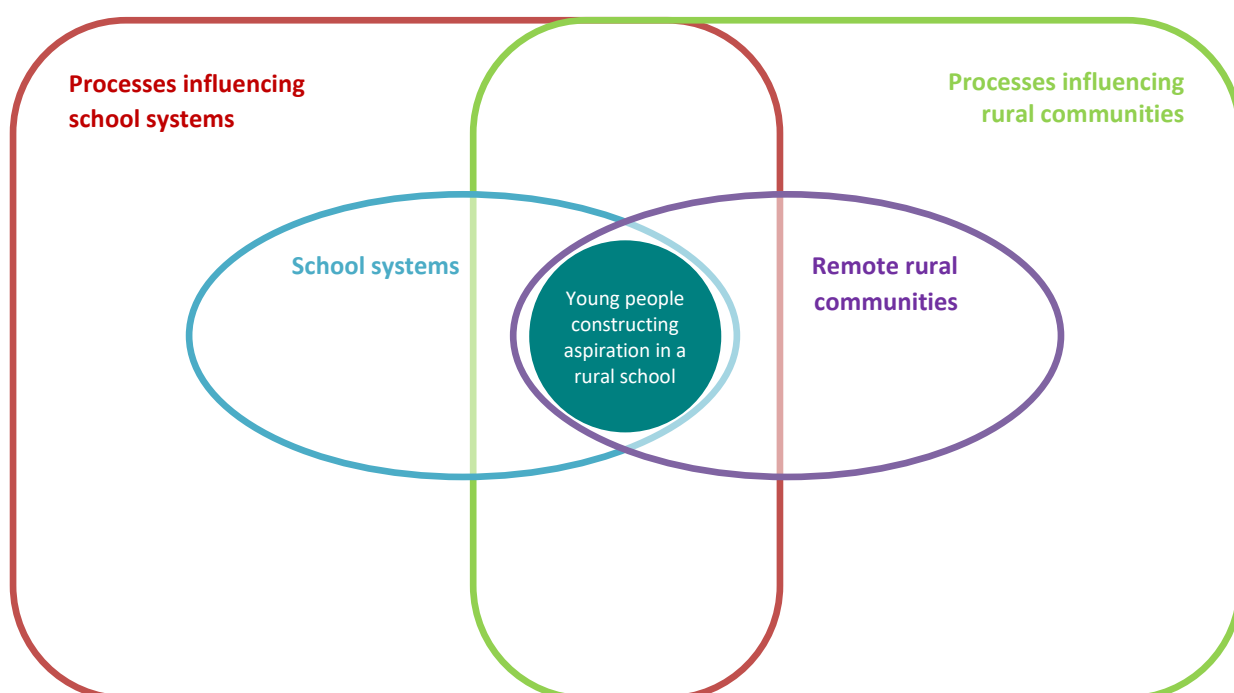 Processes influencing
school systems
Processes influencing
rural communities
School systems
Remote rural
communities
Young people
constructing
aspiration in a
rural school